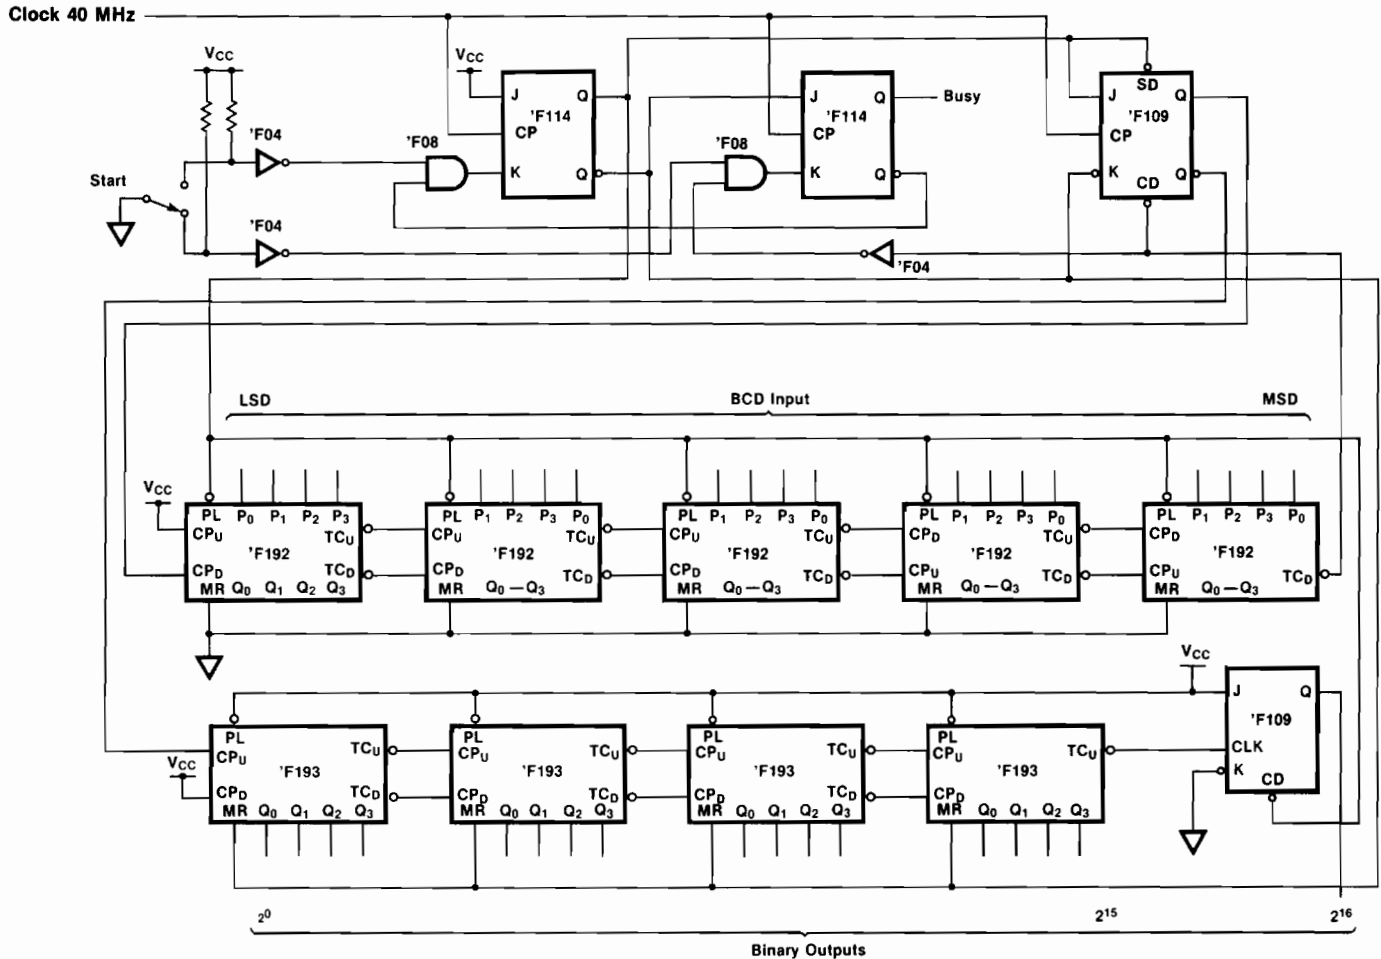 Clock 40 MHz
VCC
VCC
J Q
'F114
CP
K Q
J Q Busy
'F114
CP
K Q
SD
J Q
'F109
CP
K Q
CD
'F04
'F08
'F08
Start
'F04
'F04
LSD BCD Input MSD
VCC
PL P0 P1 P2 P3
CPU TCU
'F192
CPD TCD
MR Q0 Q1 Q2 Q3
PL P1 P2 P3 P0
CPU TCU
'F192
CPD TCD
MR Q0—Q3
PL P1 P2 P3 P0
CPU TCU
'F192
CPD TCD
MR Q0—Q3
PL P1 P2 P3 P0
CPD TCU
'F192
CPU TCD
MR Q0—Q3
PL P1 P2 P3 P0
CPD
'F192
CPU TCD
MR Q0—Q3
VCC
PL
CPU TCU
VCC
'F193
CPD TCD
MR Q0 Q1 Q2 Q3
PL
CPU TCU
'F193
CPD TCD
MR Q0 Q1 Q2 Q3
PL
CPU TCU
'F193
CPD TCD
MR Q0 Q1 Q2 Q3
PL
CPU TCU
'F193
CPD
MR Q0 Q1 Q2 Q3
J Q
'F109
CLK
K
CD
2^0 2^15 2^16
Binary Outputs